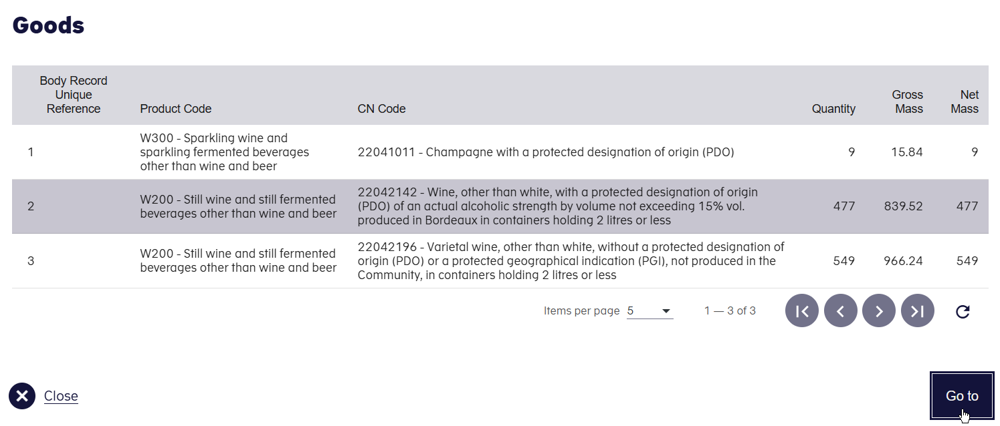 Goods
Body Record
Unique
Reference
Product Code
CN Code
Quantity
Gross
Mass
Net
Mass
1
W300 - Sparkling wine and
sparkling fermented beverages
other than wine and beer
22041011 - Champagne with a protected designation of origin (PDO)
9
15.84
9
2
W200 - Still wine and still fermented
beverages other than wine and beer
22042142 - Wine, other than white, with a protected designation of origin
(PDO) of an actual alcoholic strength by volume not exceeding 15% vol.
produced in Bordeaux in containers holding 2 litres or less
477
839.52
477
3
W200 - Still wine and still fermented
beverages other than wine and beer
22042196 - Varietal wine, other than white, without a protected designation of
origin (PDO) or a protected geographical indication (PGI), not produced in the
Community, in containers holding 2 litres or less
549
966.24
549
Items per page 5
1 — 3 of 3
Close
Go to